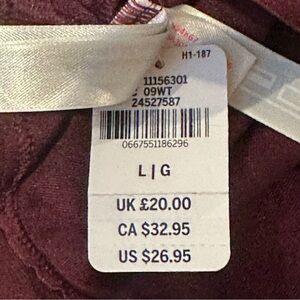 H1-187
11156301
09WT
24527587
0667551186296
L | G
UK £20.00
CA $32.95
US $26.95